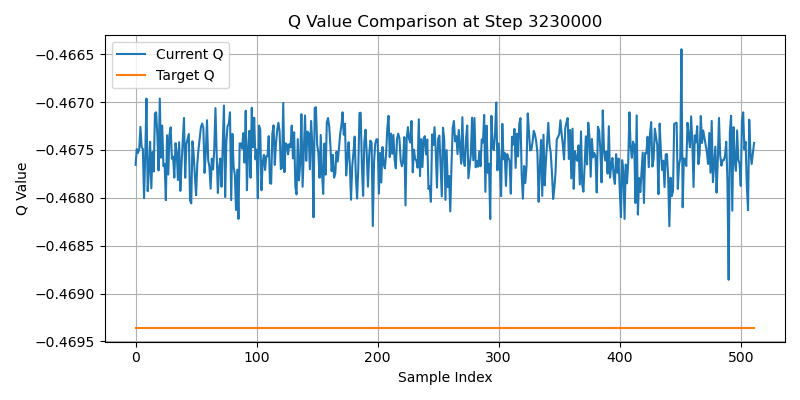 Q Value Comparison at Step 3230000
Current Q
Target Q
Q Value
−0.4665
−0.4670
−0.4675
−0.4680
−0.4685
−0.4690
−0.4695
0 100 200 300 400 500
Sample Index